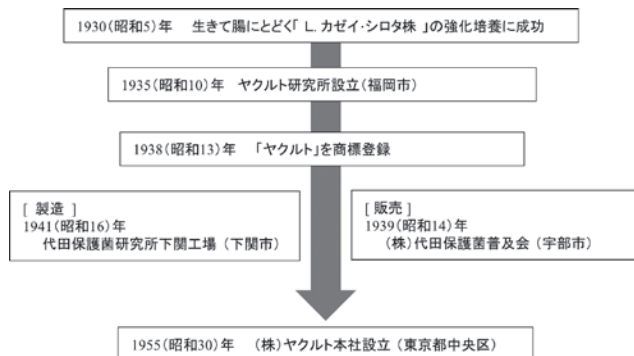 1930(昭和5)年　生きて腸にとどく「 L. カゼイ・シロタ株 」の強化培養に成功
1935(昭和10)年　ヤクルト研究所設立(福岡市)
1938(昭和13)年　「ヤクルト」を商標登録
[ 製造 ]
1941(昭和16)年
代田保護菌研究所下関工場 (下関市)
[ 販売 ]
1939(昭和14)年
(株)代田保護菌普及会 (宇部市)
1955(昭和30)年　(株)ヤクルト本社設立 (東京都中央区)